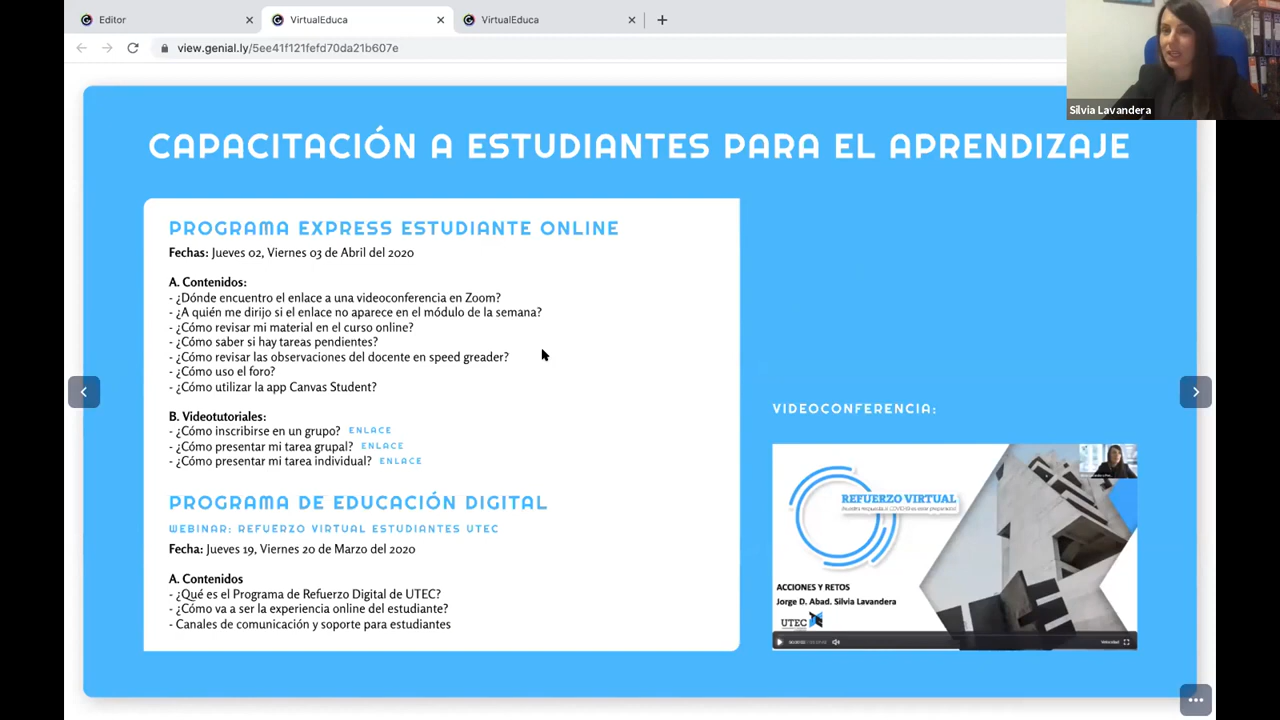 Editor
VirtualEduca
VirtualEduca
view.genial.ly/5ee41f121fefd70da21b607e
Silvia Lavandera
CAPACITACIÓN A ESTUDIANTES PARA EL APRENDIZAJE
PROGRAMA EXPRESS ESTUDIANTE ONLINE
Fechas: Jueves 02, Viernes 03 de Abril del 2020
A. Contenidos:
- ¿Dónde encuentro el enlace a una videoconferencia en Zoom?
- ¿A quién me dirijo si el enlace no aparece en el módulo de la semana?
- ¿Cómo revisar mi material en el curso online?
- ¿Cómo saber si hay tareas pendientes?
- ¿Cómo revisar las observaciones del docente en speed greader?
- ¿Cómo uso el foro?
- ¿Cómo utilizar la app Canvas Student?
B. Videotutoriales:
- ¿Cómo inscribirse en un grupo? ENLACE
- ¿Cómo presentar mi tarea grupal? ENLACE
- ¿Cómo presentar mi tarea individual? ENLACE
PROGRAMA DE EDUCACIÓN DIGITAL
WEBINAR: REFUERZO VIRTUAL ESTUDIANTES UTEC
Fecha: Jueves 19, Viernes 20 de Marzo del 2020
A. Contenidos
- ¿Qué es el Programa de Refuerzo Digital de UTEC?
- ¿Cómo va a ser la experiencia online del estudiante?
- Canales de comunicación y soporte para estudiantes
VIDEOCONFERENCIA:
REFUERZO VIRTUAL
ACCIONES Y RETOS
Jorge D. Abad. Silvia Lavandera
UTEC